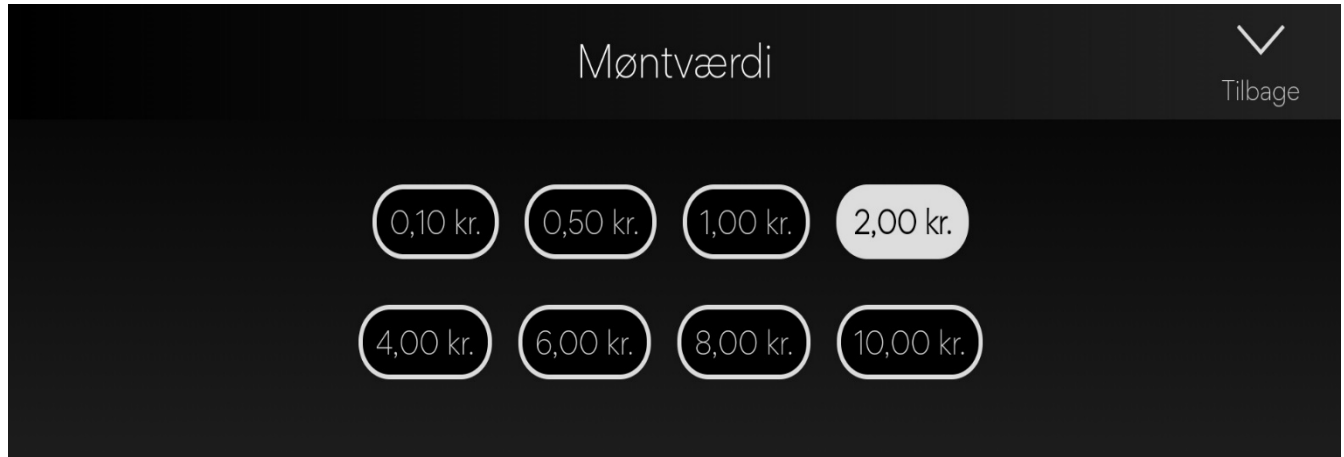 Møntværdi
Tilbage
0,10 kr. 0,50 kr. 1,00 kr. 2,00 kr.
4,00 kr. 6,00 kr. 8,00 kr. 10,00 kr.